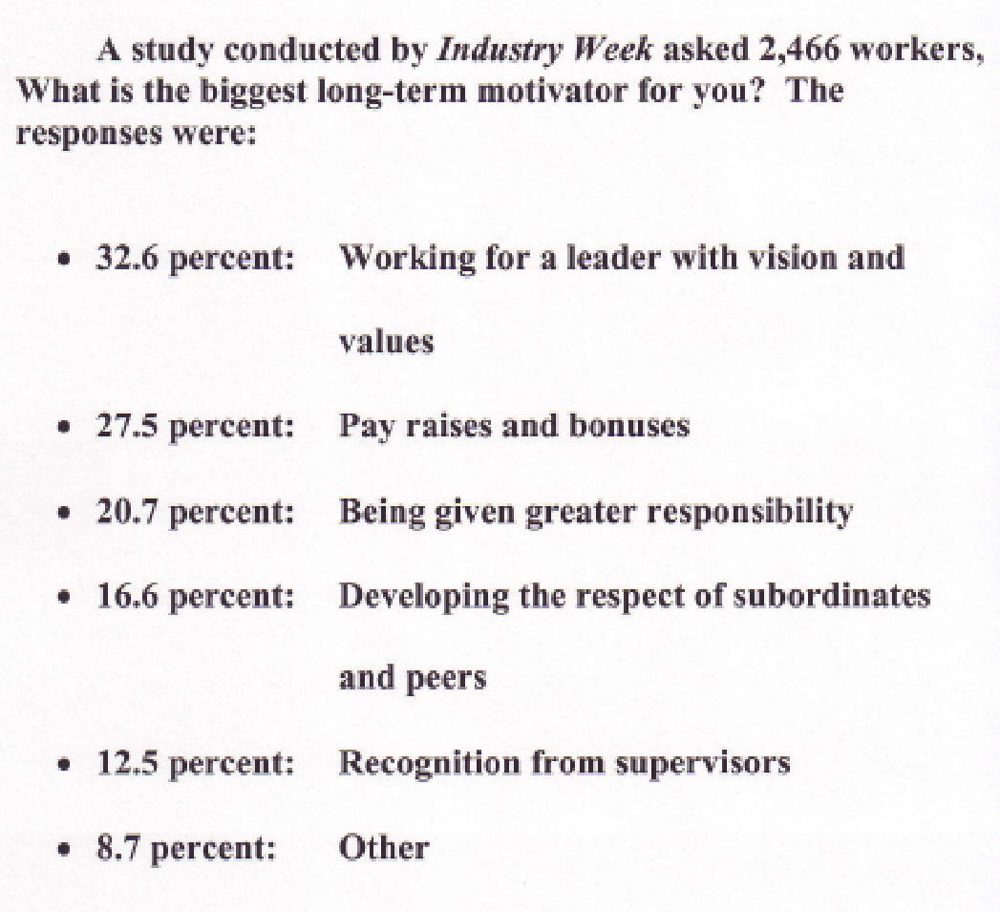 A study conducted by Industry Week asked 2,466 workers,
What is the biggest long-term motivator for you? The
responses were:
• 32.6 percent: Working for a leader with vision and
values
• 27.5 percent: Pay raises and bonuses
• 20.7 percent: Being given greater responsibility
• 16.6 percent: Developing the respect of subordinates
and peers
• 12.5 percent: Recognition from supervisors
• 8.7 percent: Other